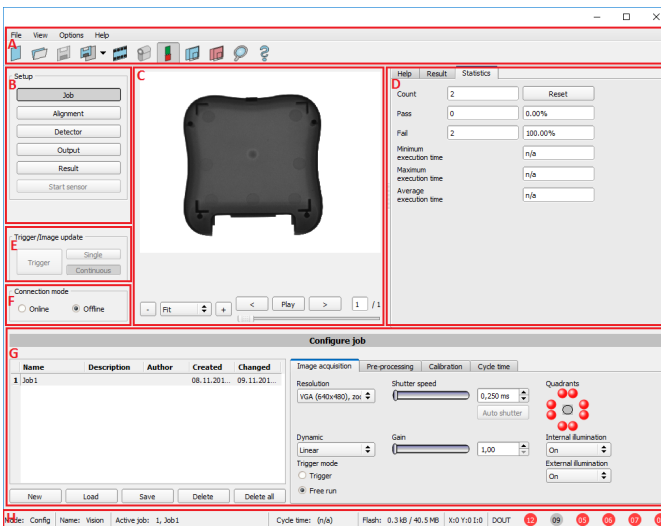 File View Options Help
A
B
Setup
Job
Alignment
Detector
Output
Result
Start sensor
C
- Fit + < Play > 1 / 1
D
Help Result Statistics
Count 2 Reset
Pass 0 0.00%
Fail 2 100.00%
Minimum
execution time n/a
Maximum
execution time n/a
Average
execution time n/a
E
Trigger/Image update
Trigger Single
Continuous
F
Connection mode
Online Offline
Configure job
G
Name Description Author Created Changed
1 Job1 08.11.201... 09.11.201...
New Load Save Delete Delete all
Image acquisition Pre-processing Calibration Cycle time
Resolution Shutter speed Quadrants
VGA (640x480), zoo 0,250 ms
Auto shutter
Dynamic Gain Internal illumination
Linear 1,00 On
Trigger mode External illumination
Trigger On
Free run
H
Mode: Config Name: Vision Active job: 1, Job1 Cycle time: (n/a) Flash: 0.3 kB / 40.5 MB X:0 Y:0 I:0 DOUT 12 09 05 06 07